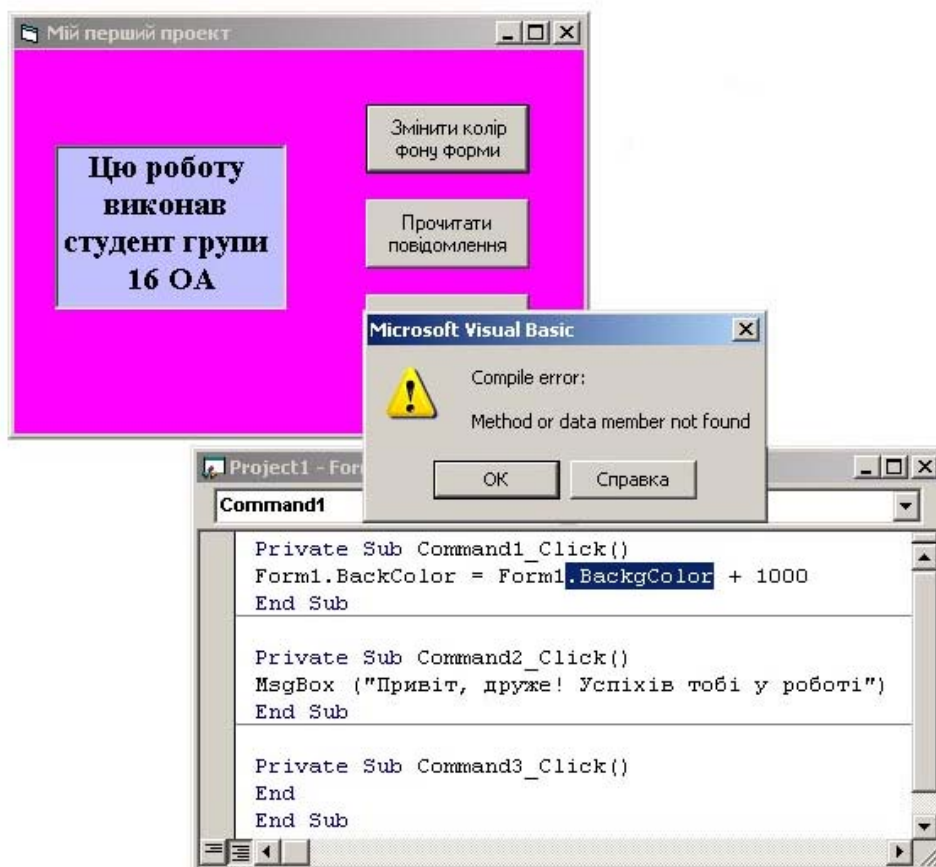 Мій перший проект
Цю роботу
виконав
студент групи
16 ОА
Змінити колір
фону форми
Прочитати
повідомлення
Microsoft Visual Basic
Compile error:
Method or data member not found
ОК
Справка
Project1 - For
Command1
Private Sub Command1_Click()
Form1.BackColor = Form1.BackgColor + 1000
End Sub
Private Sub Command2_Click()
MsgBox ("Привіт, друже! Успіхів тобі у роботі")
End Sub
Private Sub Command3_Click()
End
End Sub